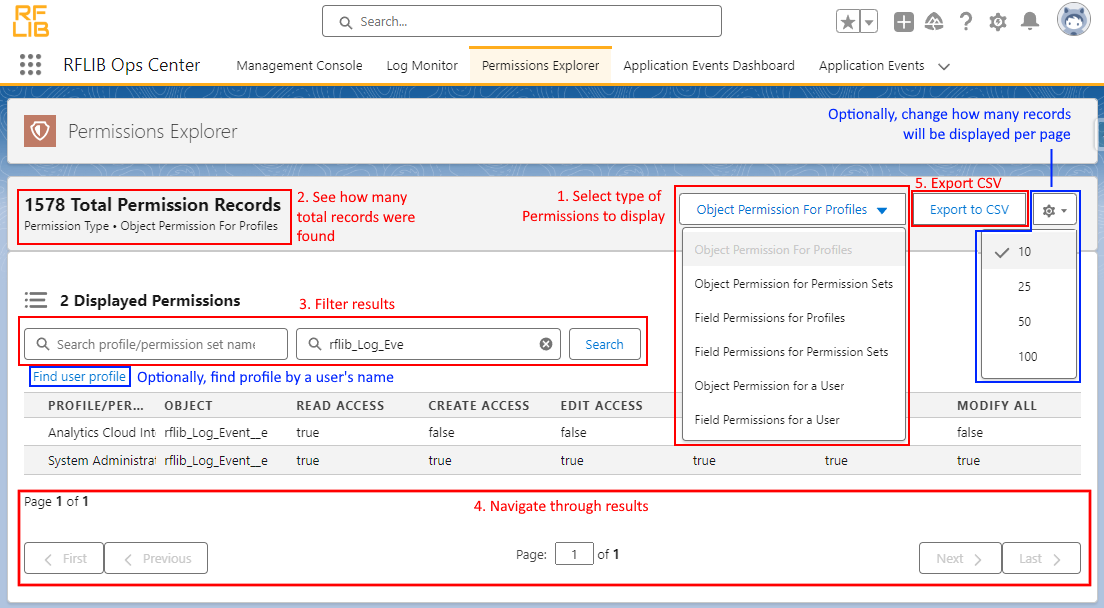 RF
LIB
Search...
RFLIB Ops Center
Management Console
Log Monitor
Permissions Explorer
Application Events Dashboard
Application Events
Optionally, change how many records
will be displayed per page
Permissions Explorer
1578 Total Permission Records
Permission Type • Object Permission For Profiles
2. See how many
total records were
found
1. Select type of
Permissions to display
Object Permission For Profiles
5. Export CSV
Export to CSV
Object Permission For Profiles
Object Permission for Permission Sets
Field Permissions for Profiles
Field Permissions for Permission Sets
Object Permission for a User
Field Permissions for a User
10
25
50
100
2 Displayed Permissions
3. Filter results
Search profile/permission set name
rflib_Log_Eve
Search
Find user profile
Optionally, find profile by a user's name
PROFILE/PER... OBJECT READ ACCESS CREATE ACCESS EDIT ACCESS MODIFY ALL
Analytics Cloud Int rflib_Log_Event__e true false false false
System Administrat rflib_Log_Event__e true true true true true true
Page 1 of 1
4. Navigate through results
First
Previous
Page: 1 of 1
Next
Last